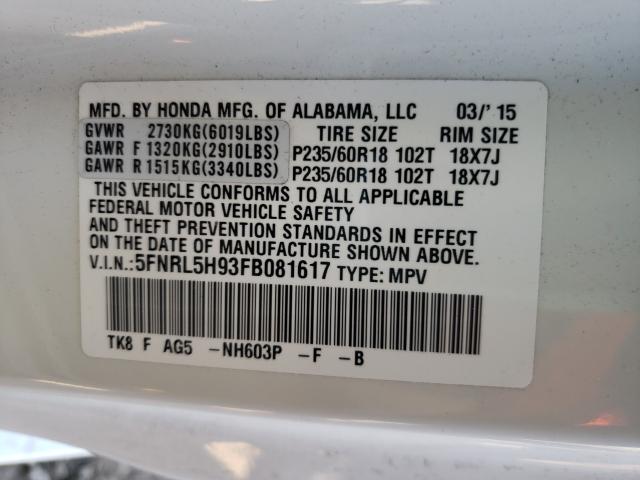 MFD. BY HONDA MFG. OF ALABAMA, LLC 03/' 15
GVWR 2730KG(6019LBS) TIRE SIZE RIM SIZE
GAWR F 1320KG(2910LBS) P235/60R18 102T 18X7J
GAWR R 1515KG(3340LBS) P235/60R18 102T 18X7J
THIS VEHICLE CONFORMS TO ALL APPLICABLE
FEDERAL MOTOR VEHICLE SAFETY
AND THEFT PREVENTION STANDARDS IN EFFECT
ON THE DATE OF MANUFACTURE SHOWN ABOVE.
V.I.N.:5FNRL5H93FB081617 TYPE: MPV
TK8 F AG5 -NH603P -F -B